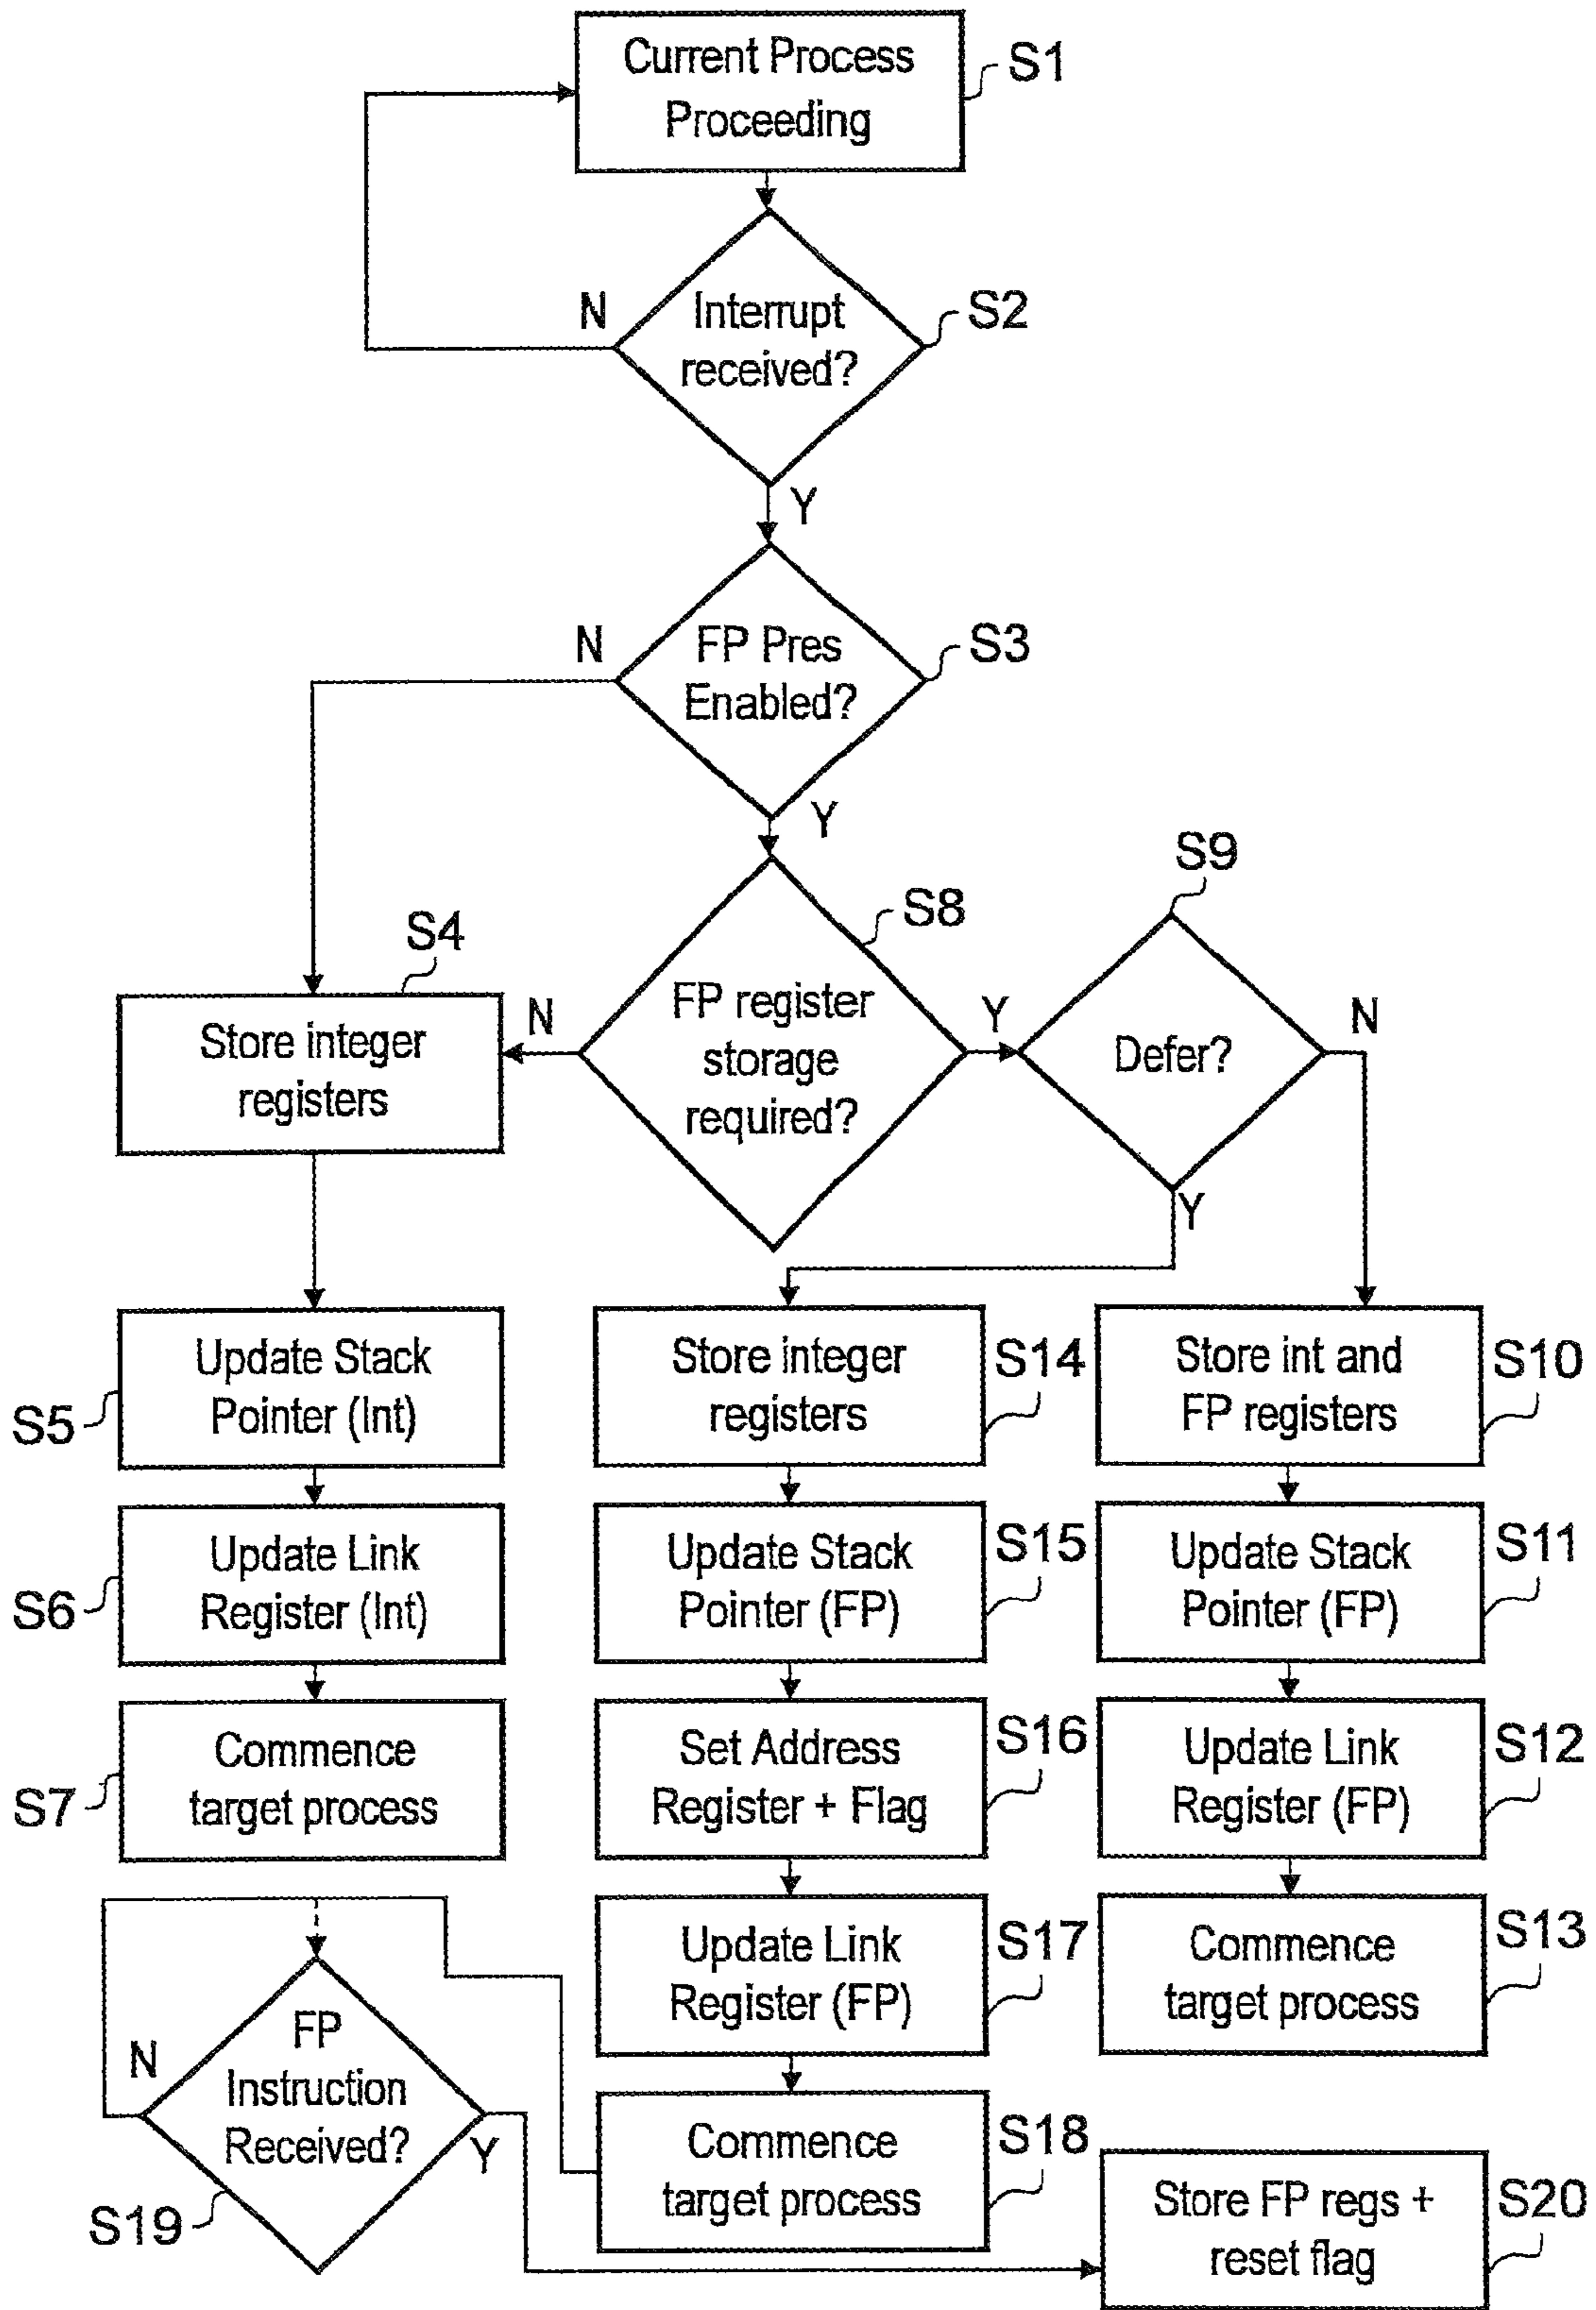 Current Process
Proceeding
S1
N
Interrupt
received?
S2
Y
N
FP Pres
Enabled?
S3
Y
S9
S8
S4
Store integer
registers
N
FP register
storage
required?
Y
Defer?
N
Y
Update Stack
Pointer (Int)
S5
Store integer
registers
S14
Store int and
FP registers
S10
Update Link
Register (Int)
S6
Update Stack
Pointer (FP)
S15
Update Stack
Pointer (FP)
S11
Commence
target process
S7
Set Address
Register + Flag
S16
Update Link
Register (FP)
S12
Update Link
Register (FP)
S17
Commence
target process
S13
N
FP
Instruction
Received?
Y
S19
Commence
target process
S18
Store FP regs +
reset flag
S20